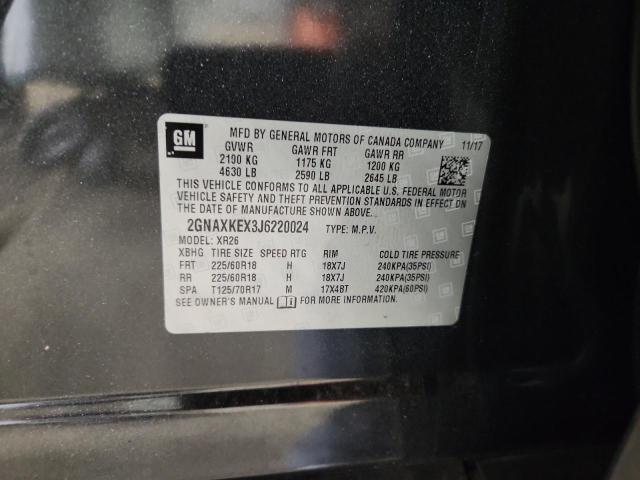 GM
MFD BY GENERAL MOTORS OF CANADA COMPANY 11/17
GVWR GAWR FRT GAWR RR
2100 KG 1175 KG 1200 KG
4630 LB 2590 LB 2645 LB
THIS VEHICLE CONFORMS TO ALL APPLICABLE U.S. FEDERAL MOTOR
VEHICLE SAFETY AND THEFT PREVENTION STANDARDS IN EFFECT ON
THE DATE OF MANUFACTURE SHOWN ABOVE.
2GNAXKEX3J6220024 TYPE: M.P.V.
MODEL: XR26
XBHG TIRE SIZE SPEED RTG RIM COLD TIRE PRESSURE
FRT 225/60R18 H 18X7J 240KPA(35PSI)
RR 225/60R18 H 18X7J 240KPA(35PSI)
SPA T125/70R17 M 17X4BT 420KPA(60PSI)
SEE OWNER'S MANUAL FOR MORE INFORMATION